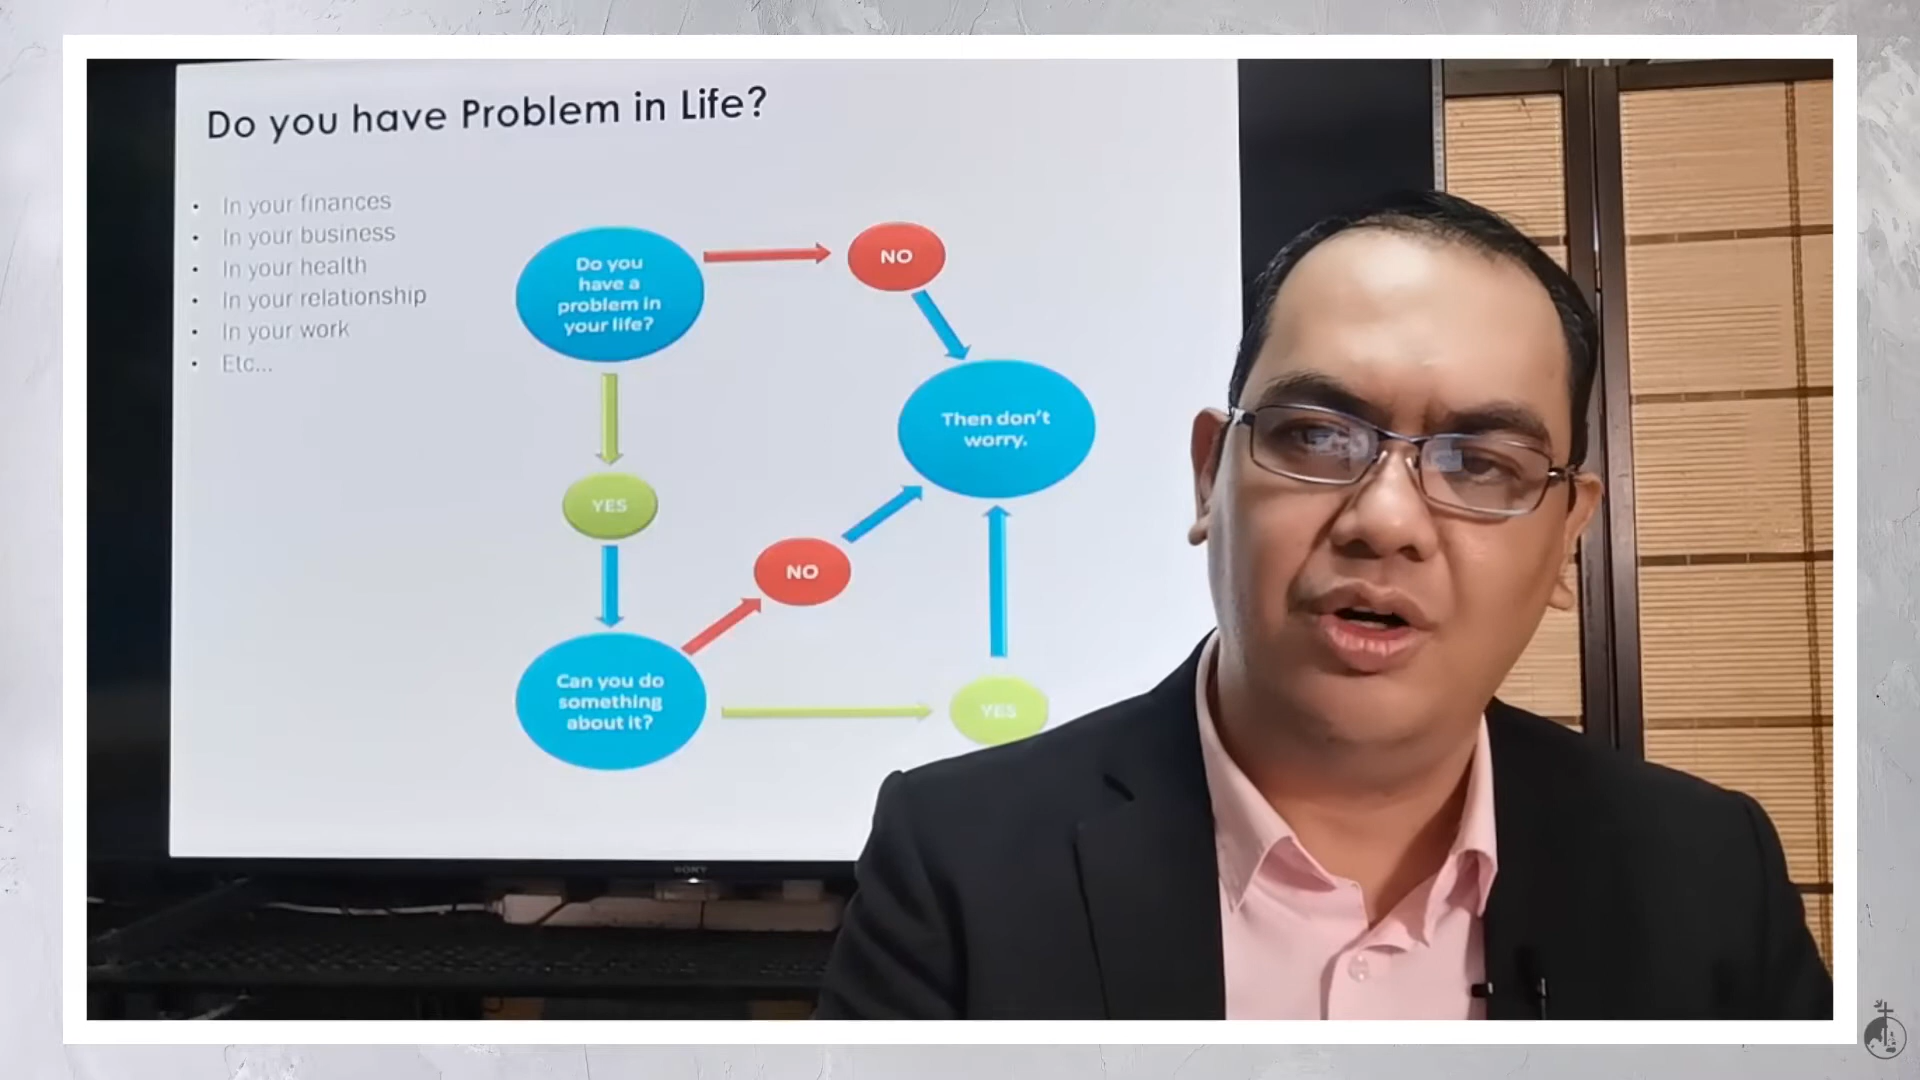 Do you have Problem in Life?
• In your finances
• In your business
• In your health
• In your relationship
• In your work
• Etc...
Do you
have a
problem in
your life?
NO
Then don't
worry.
YES
NO
Can you do
something
about it?
YES
SONY